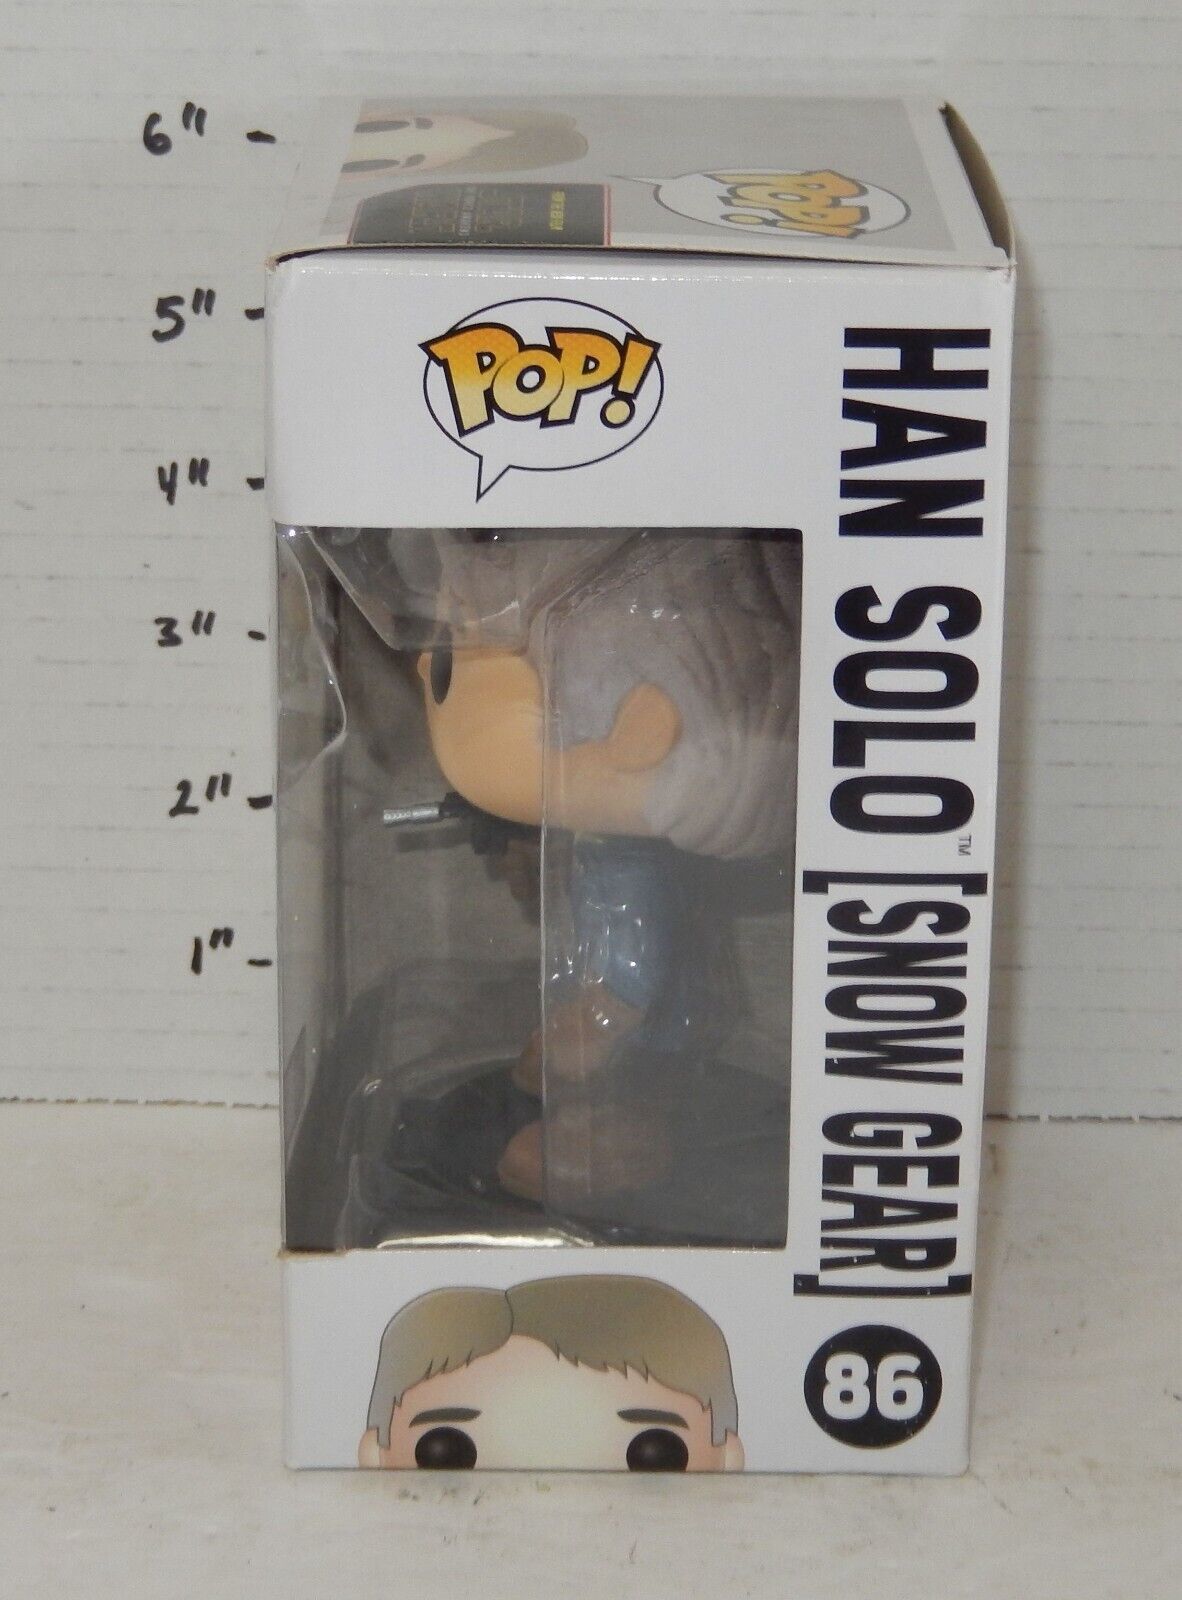 6"
5"
4"
3"
2"
1"
POP!
POP!
HAN SOLO™ [SNOW GEAR]
86